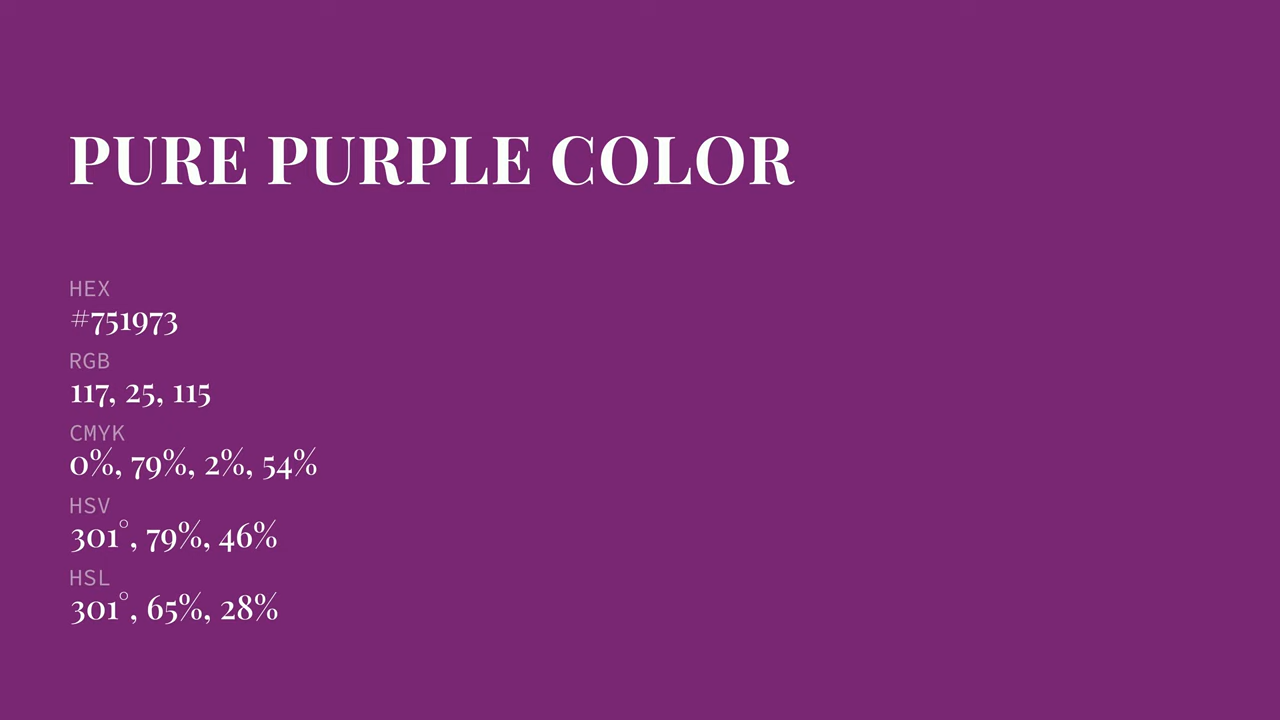 PURE PURPLE COLOR
HEX
#751973
RGB
117, 25, 115
CMYK
0%, 79%, 2%, 54%
HSV
301°, 79%, 46%
HSL
301°, 65%, 28%